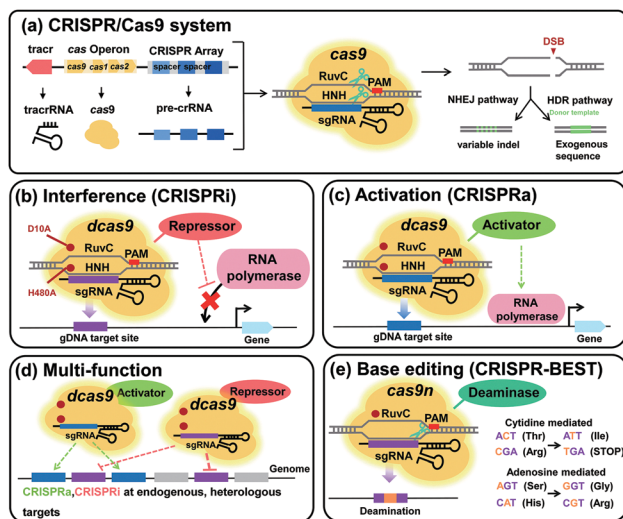 (a) CRISPR/Cas9 system
tracr
cas Operon
CRISPR Array
cas9 cas1 cas2
spacer spacer
tracrRNA
cas9
pre-crRNA
cas9
RuvC
PAM
HNH
sgRNA
DSB
NHEJ pathway
HDR pathway
Donor template
variable indel
Exogenous
sequence
(b) Interference (CRISPRi)
dcas9
Repressor
D10A
RuvC
PAM
HNH
H480A
sgRNA
RNA
polymerase
gDNA target site
Gene
(c) Activation (CRISPRa)
dcas9
Activator
RuvC
PAM
HNH
sgRNA
RNA
polymerase
gDNA target site
Gene
(d) Multi-function
dcas9
Activator
sgRNA
Repressor
dcas9
sgRNA
Genome
CRISPRa,CRISPRi at endogenous, heterologous
targets
(e) Base editing (CRISPR-BEST)
cas9n
Deaminase
RuvC
PAM
sgRNA
Deamination
Cytidine mediated
ACT (Thr) ATT (Ile)
CGA (Arg) TGA (STOP)
Adenosine mediated
AGT (Ser) GGT (Gly)
CAT (His) CGT (Arg)